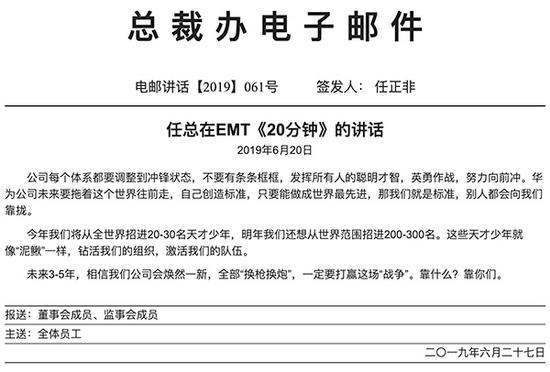 总裁办电子邮件
电邮讲话【2019】061号 签发人：任正非
任总在EMT《20分钟》的讲话
2019年6月20日
公司每个体系都要调整到冲锋状态，不要有条条框框，发挥所有人的聪明才智，英勇作战，努力向前冲。华
为公司未来要拖着这个世界往前走，自己创造标准，只要能做成世界最先进，那我们就是标准，别人都会向我们
靠拢。
今年我们将从全世界招进20-30名天才少年，明年我们还想从世界范围招进200-300名。这些天才少年就
像“泥鳅”一样，钻活我们的组织，激活我们的队伍。
未来3-5年，相信我们公司会焕然一新，全部“换枪换炮”，一定要打赢这场“战争”。靠什么？靠你们。
报送：董事会成员、监事会成员
主送：全体员工
二〇一九年六月二十七日